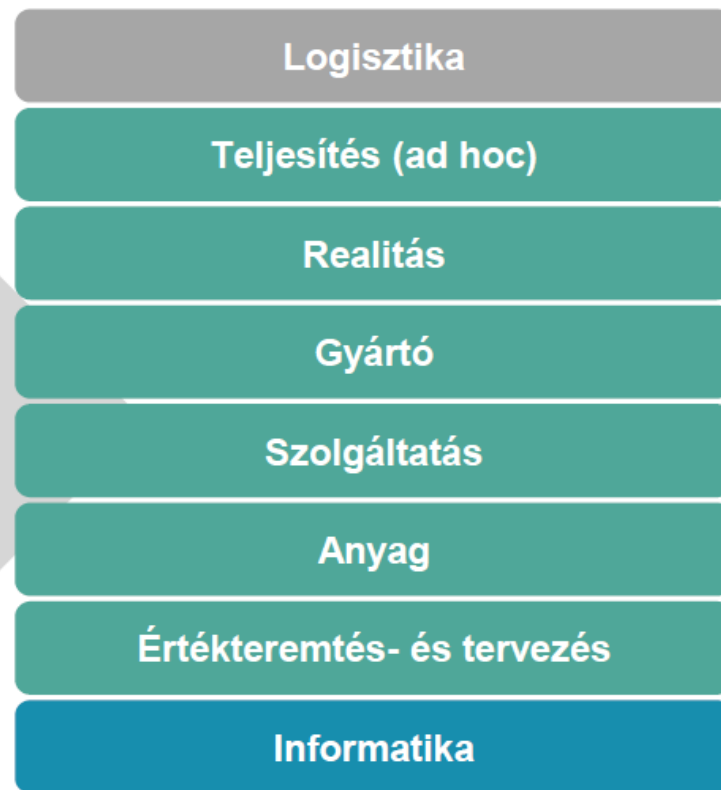 Logisztika
Teljesítés (ad hoc)
Realitás
Gyártó
Szolgáltatás
Anyag
Értékteremtés- és tervezés
Informatika